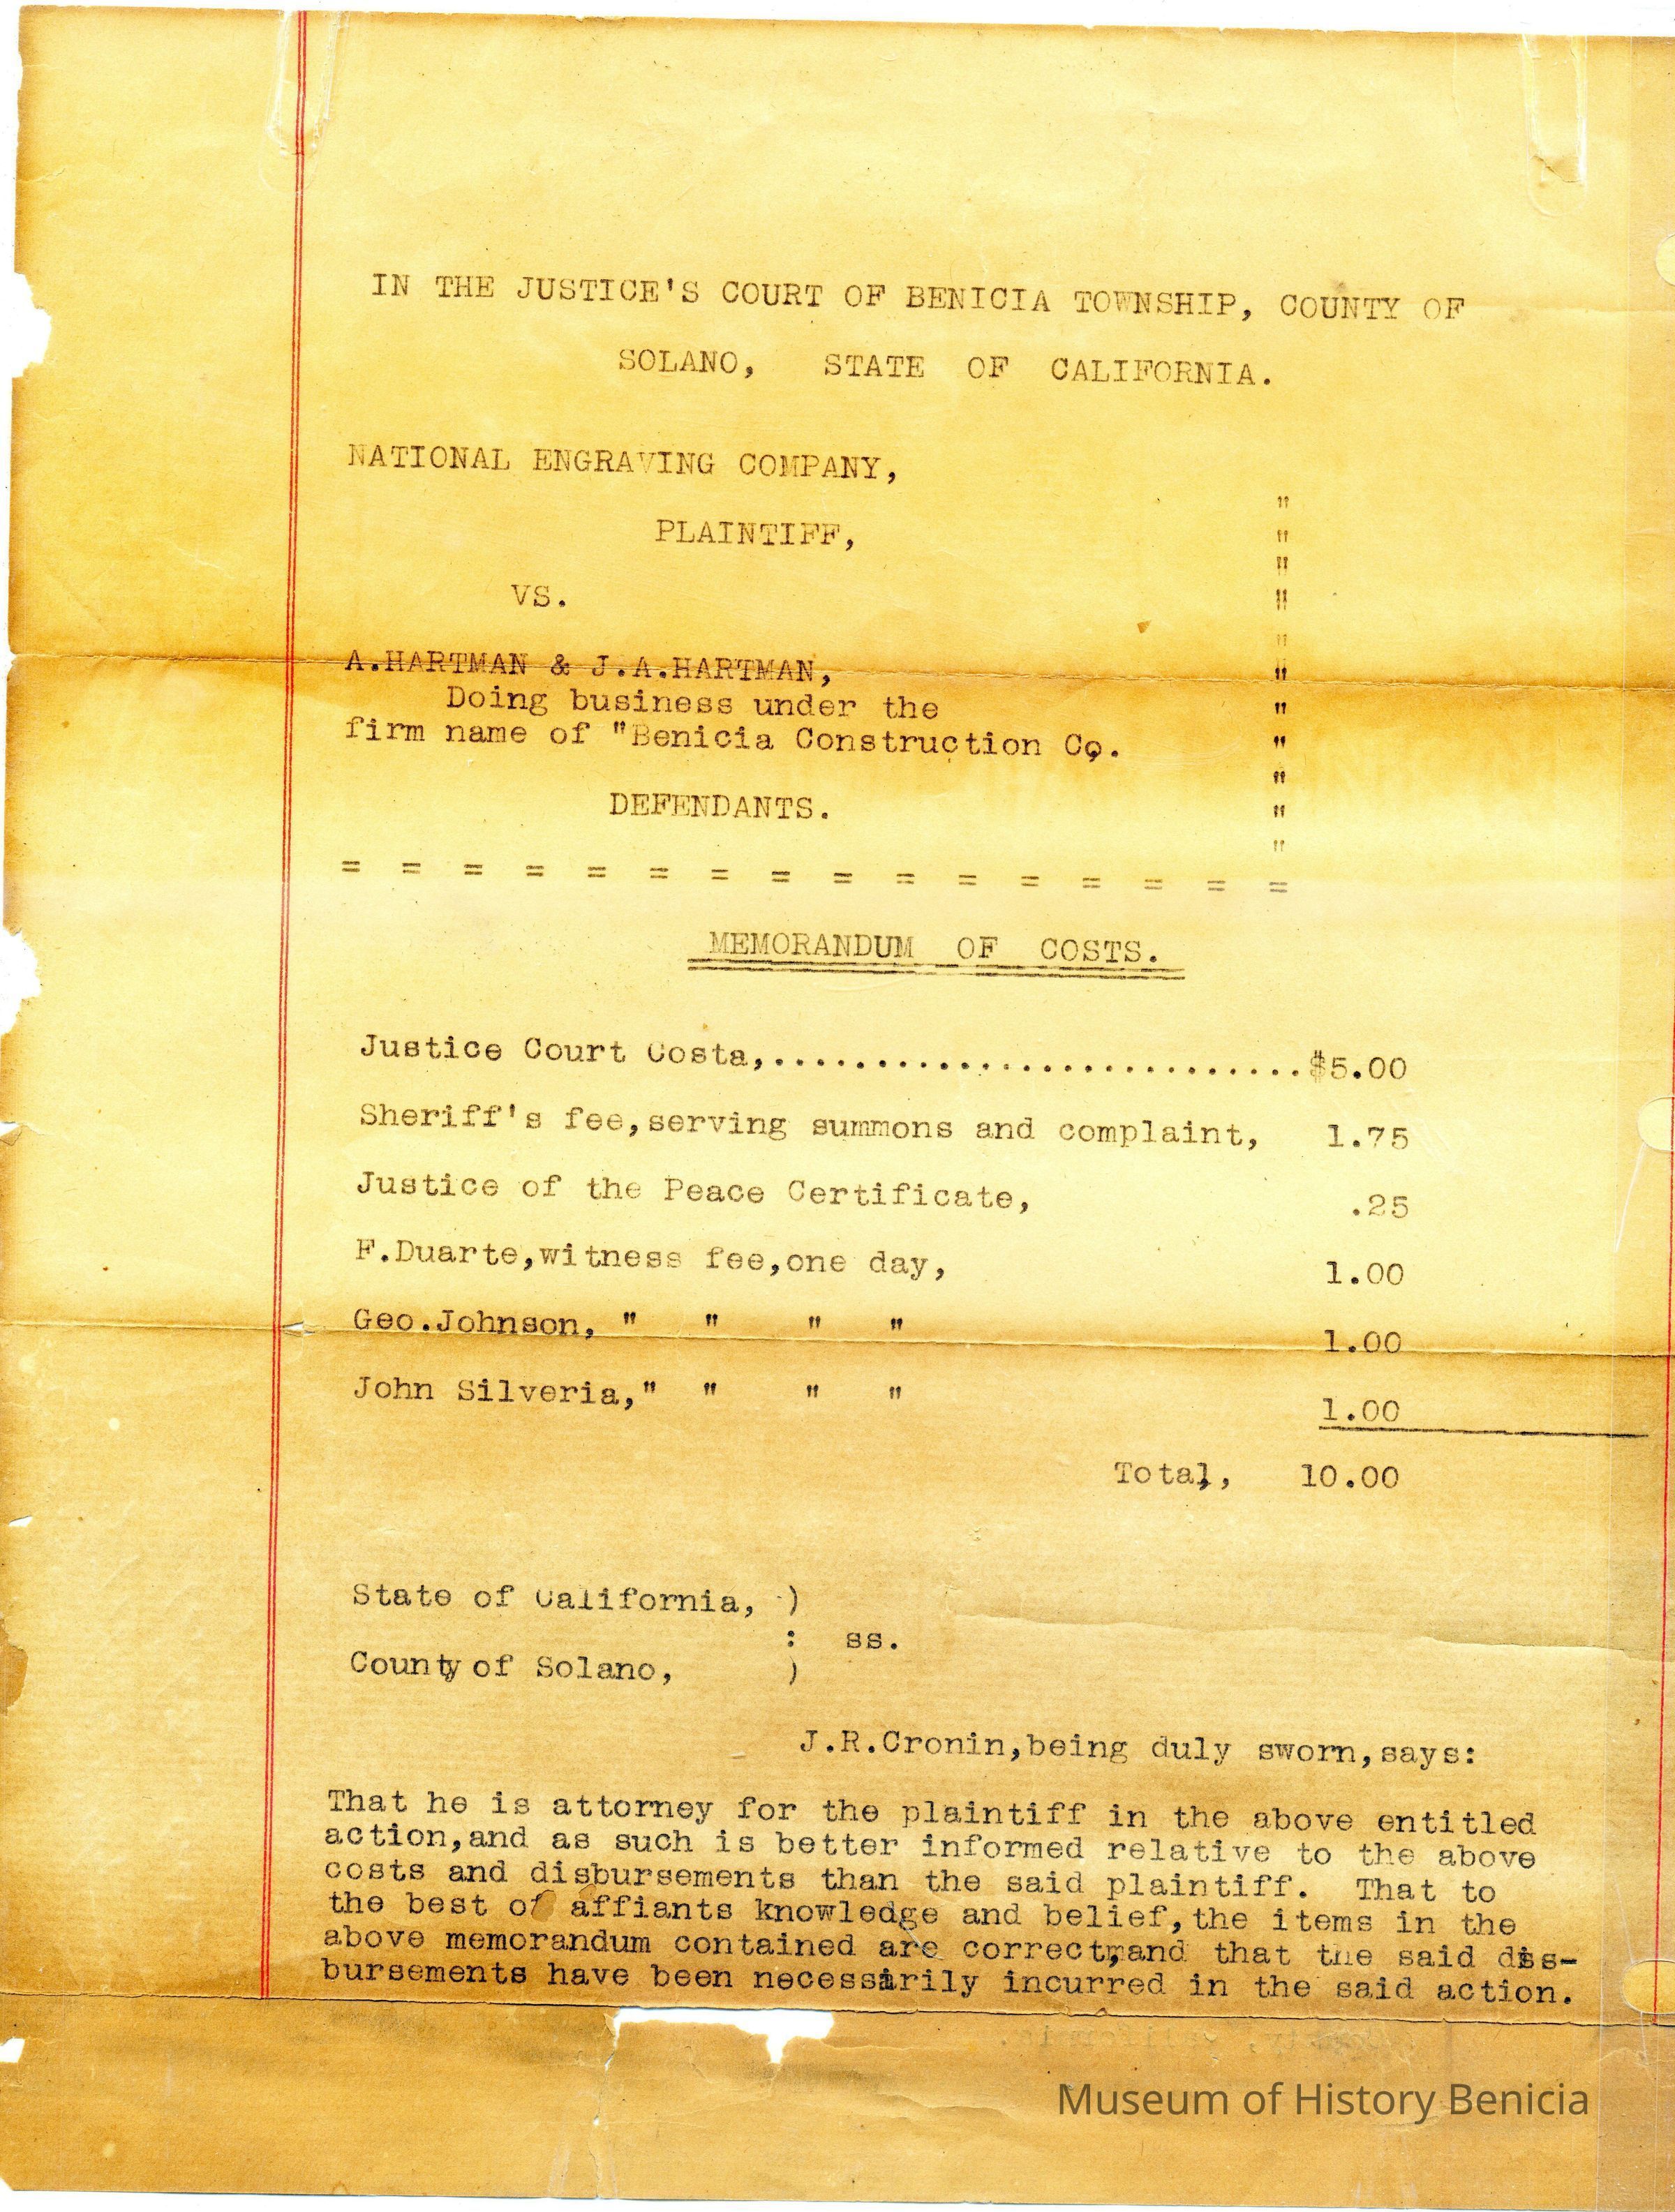 IN THE JUSTICE'S COURT OF BENICIA TOWNSHIP, COUNTY OF
SOLANO, STATE OF CALIFORNIA.
NATIONAL ENGRAVING COMPANY,
"
PLAINTIFF, "
"
VS. "
"
A.HARTMAN & J.A.HARTMAN, "
Doing business under the "
firm name of "Benicia Construction Co. "
"
DEFENDANTS. "
"
= = = = = = = = = = = = = = = =
MEMORANDUM OF COSTS.
Justice Court Costa,...........................$5.00
Sheriff's fee,serving summons and complaint, 1.75
Justice of the Peace Certificate, .25
F.Duarte,witness fee,one day, 1.00
Geo.Johnson, " " " " 1.00
John Silveria," " " " 1.00
Total, 10.00
State of California, )
: ss.
County of Solano, )
J.R.Cronin,being duly sworn,says:
That he is attorney for the plaintiff in the above entitled
action,and as such is better informed relative to the above
costs and disbursements than the said plaintiff. That to
the best of affiants knowledge and belief,the items in the
above memorandum contained are correct,and that the said dis-
bursements have been necessarily incurred in the said action.
Museum of History Benicia